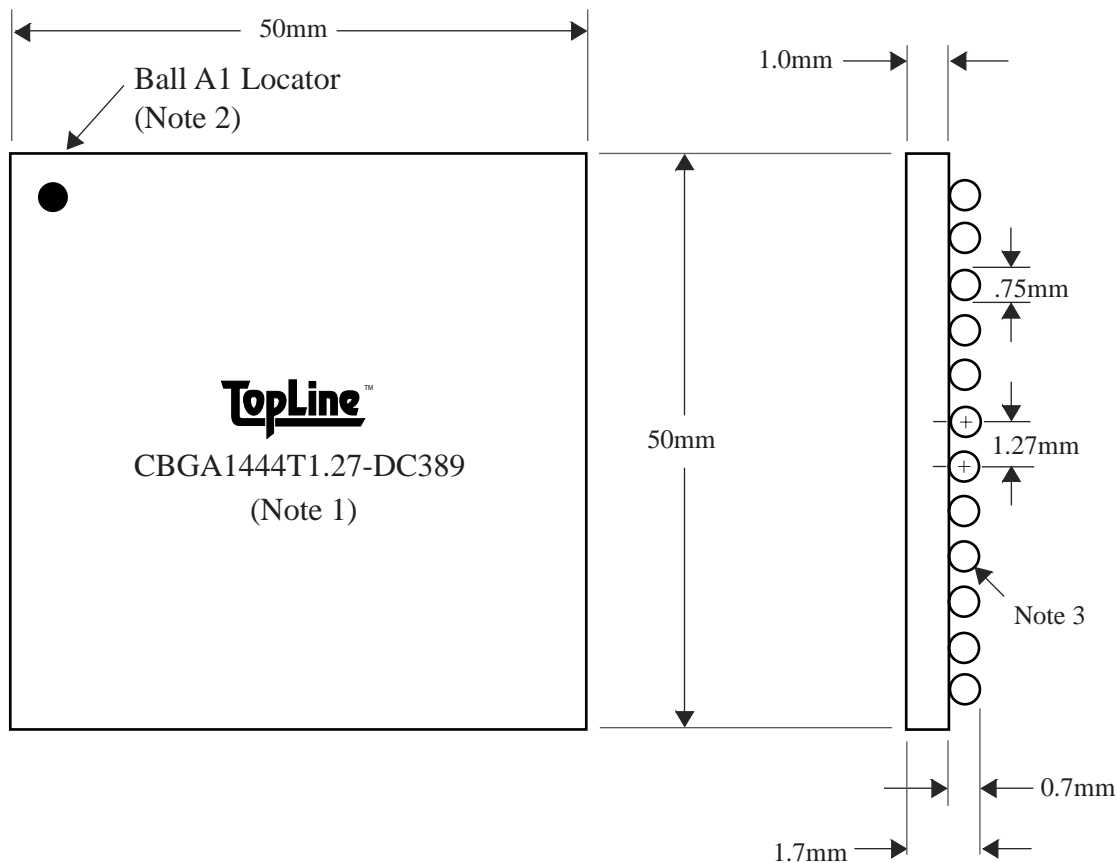 50mm
1.0mm
Ball A1 Locator
(Note 2)
.75mm
TopLine™
CBGA1444T1.27-DC389
(Note 1)
50mm
1.27mm
Note 3
0.7mm
1.7mm